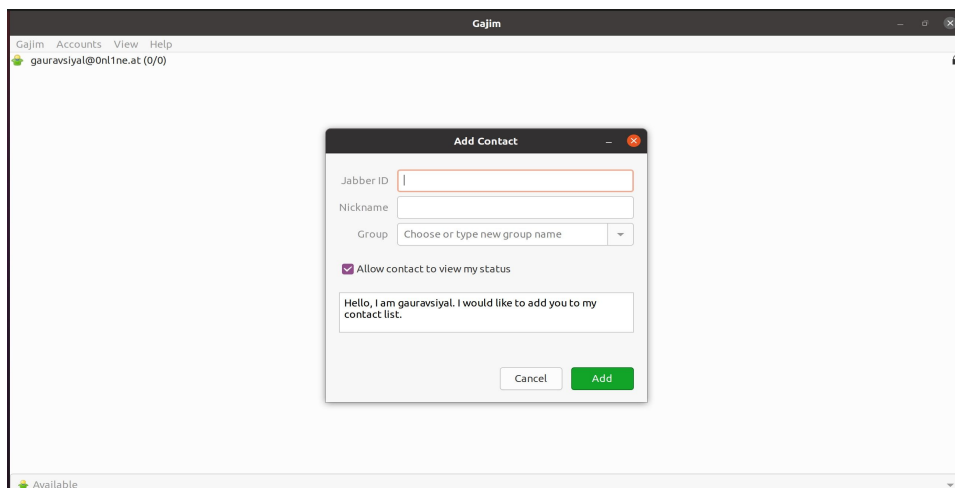 Gajim
Gajim Accounts View Help
gauravsiyal@0nl1ne.at (0/0)
Add Contact
Jabber ID
Nickname
Group Choose or type new group name
Allow contact to view my status
Hello, I am gauravsiyal. I would like to add you to my
contact list.
Cancel Add
Available